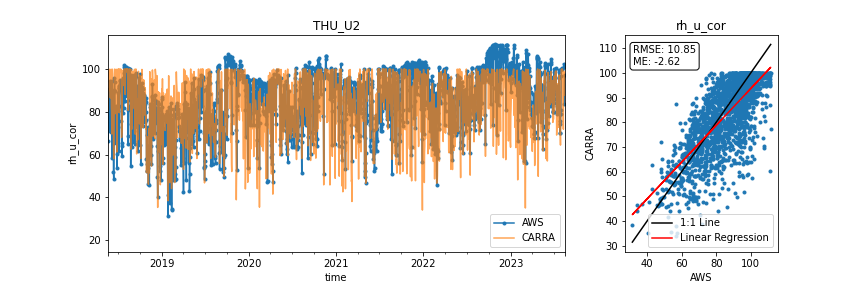 THU_U2
rh_u_cor
100
80
60
40
20
rh_u_cor
AWS
CARRA
2019
2020
2021
2022
2023
time
rh_u_cor
RMSE: 10.85
ME: -2.62
110
100
90
80
70
60
50
40
30
CARRA
1:1 Line
Linear Regression
40
60
80
100
AWS